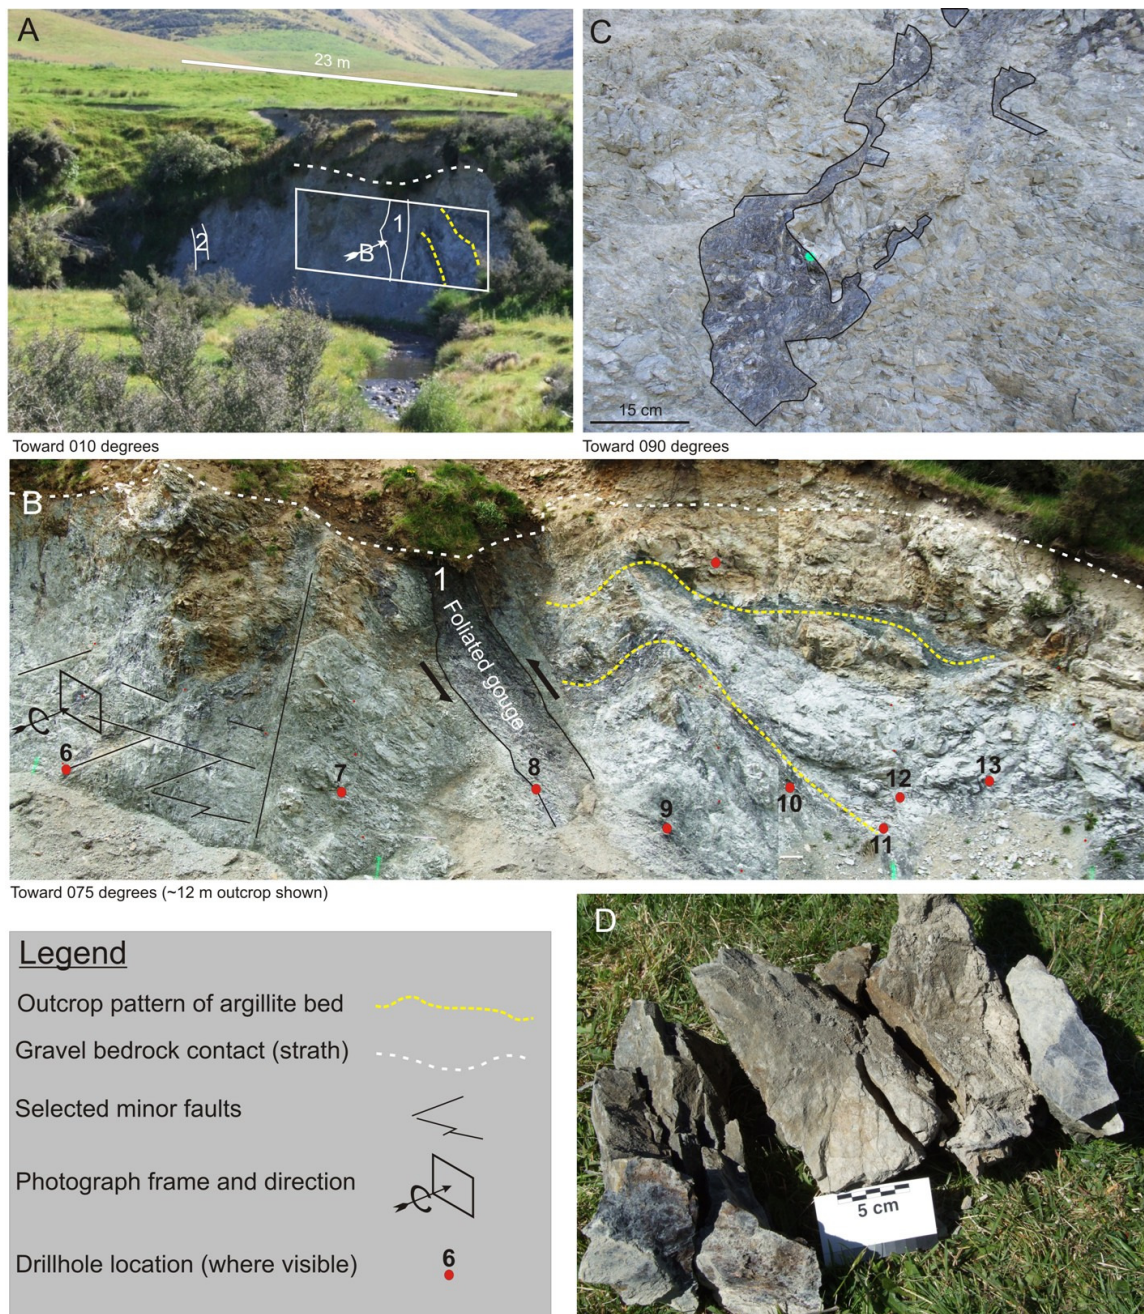 A
23 m
1
2
B
Toward 010 degrees
C
15 cm
Toward 090 degrees
B
1
Foliated gouge
6
7
8
9
10
11
12
13
C
Toward 075 degrees (~12 m outcrop shown)
Legend
Outcrop pattern of argillite bed
Gravel bedrock contact (strath)
Selected minor faults
Photograph frame and direction
C
Drillhole location (where visible)
6
D
5 cm